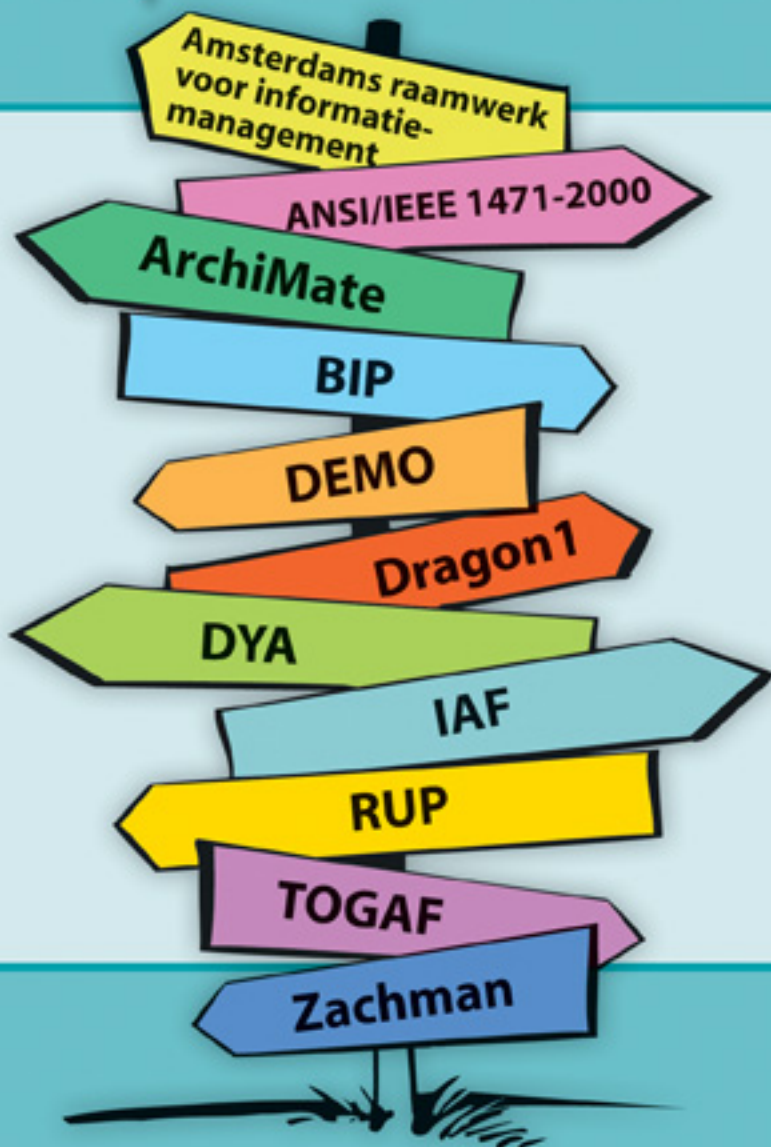 Amsterdams raamwerk
voor informatie-
management
ANSI/IEEE 1471-2000
ArchiMate
BIP
DEMO
Dragon1
DYA
IAF
RUP
TOGAF
Zachman